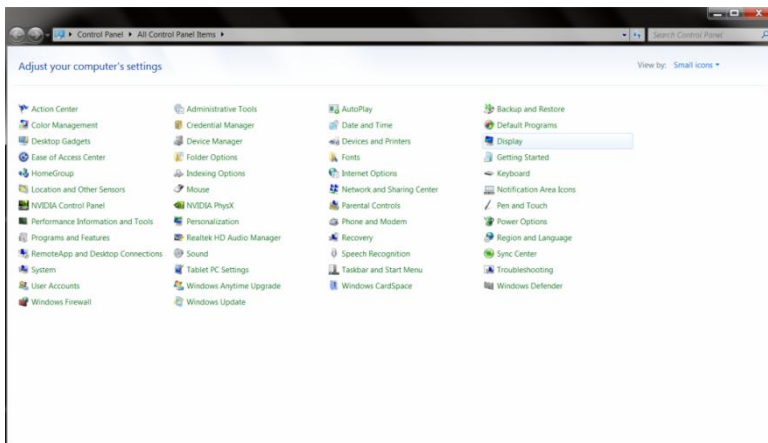 Control Panel All Control Panel Items Search Control Panel
Adjust your computer's settings View by: Small icons
Action Center Administrative Tools AutoPlay Backup and Restore
Color Management Credential Manager Date and Time Default Programs
Desktop Gadgets Device Manager Devices and Printers Display
Ease of Access Center Folder Options Fonts Getting Started
HomeGroup Indexing Options Internet Options Keyboard
Location and Other Sensors Mouse Network and Sharing Center Notification Area Icons
NVIDIA Control Panel NVIDIA PhysX Parental Controls Pen and Touch
Performance Information and Tools Personalization Phone and Modem Power Options
Programs and Features Realtek HD Audio Manager Recovery Region and Language
RemoteApp and Desktop Connections Sound Speech Recognition Sync Center
System Tablet PC Settings Taskbar and Start Menu Troubleshooting
User Accounts Windows Anytime Upgrade Windows CardSpace Windows Defender
Windows Firewall Windows Update